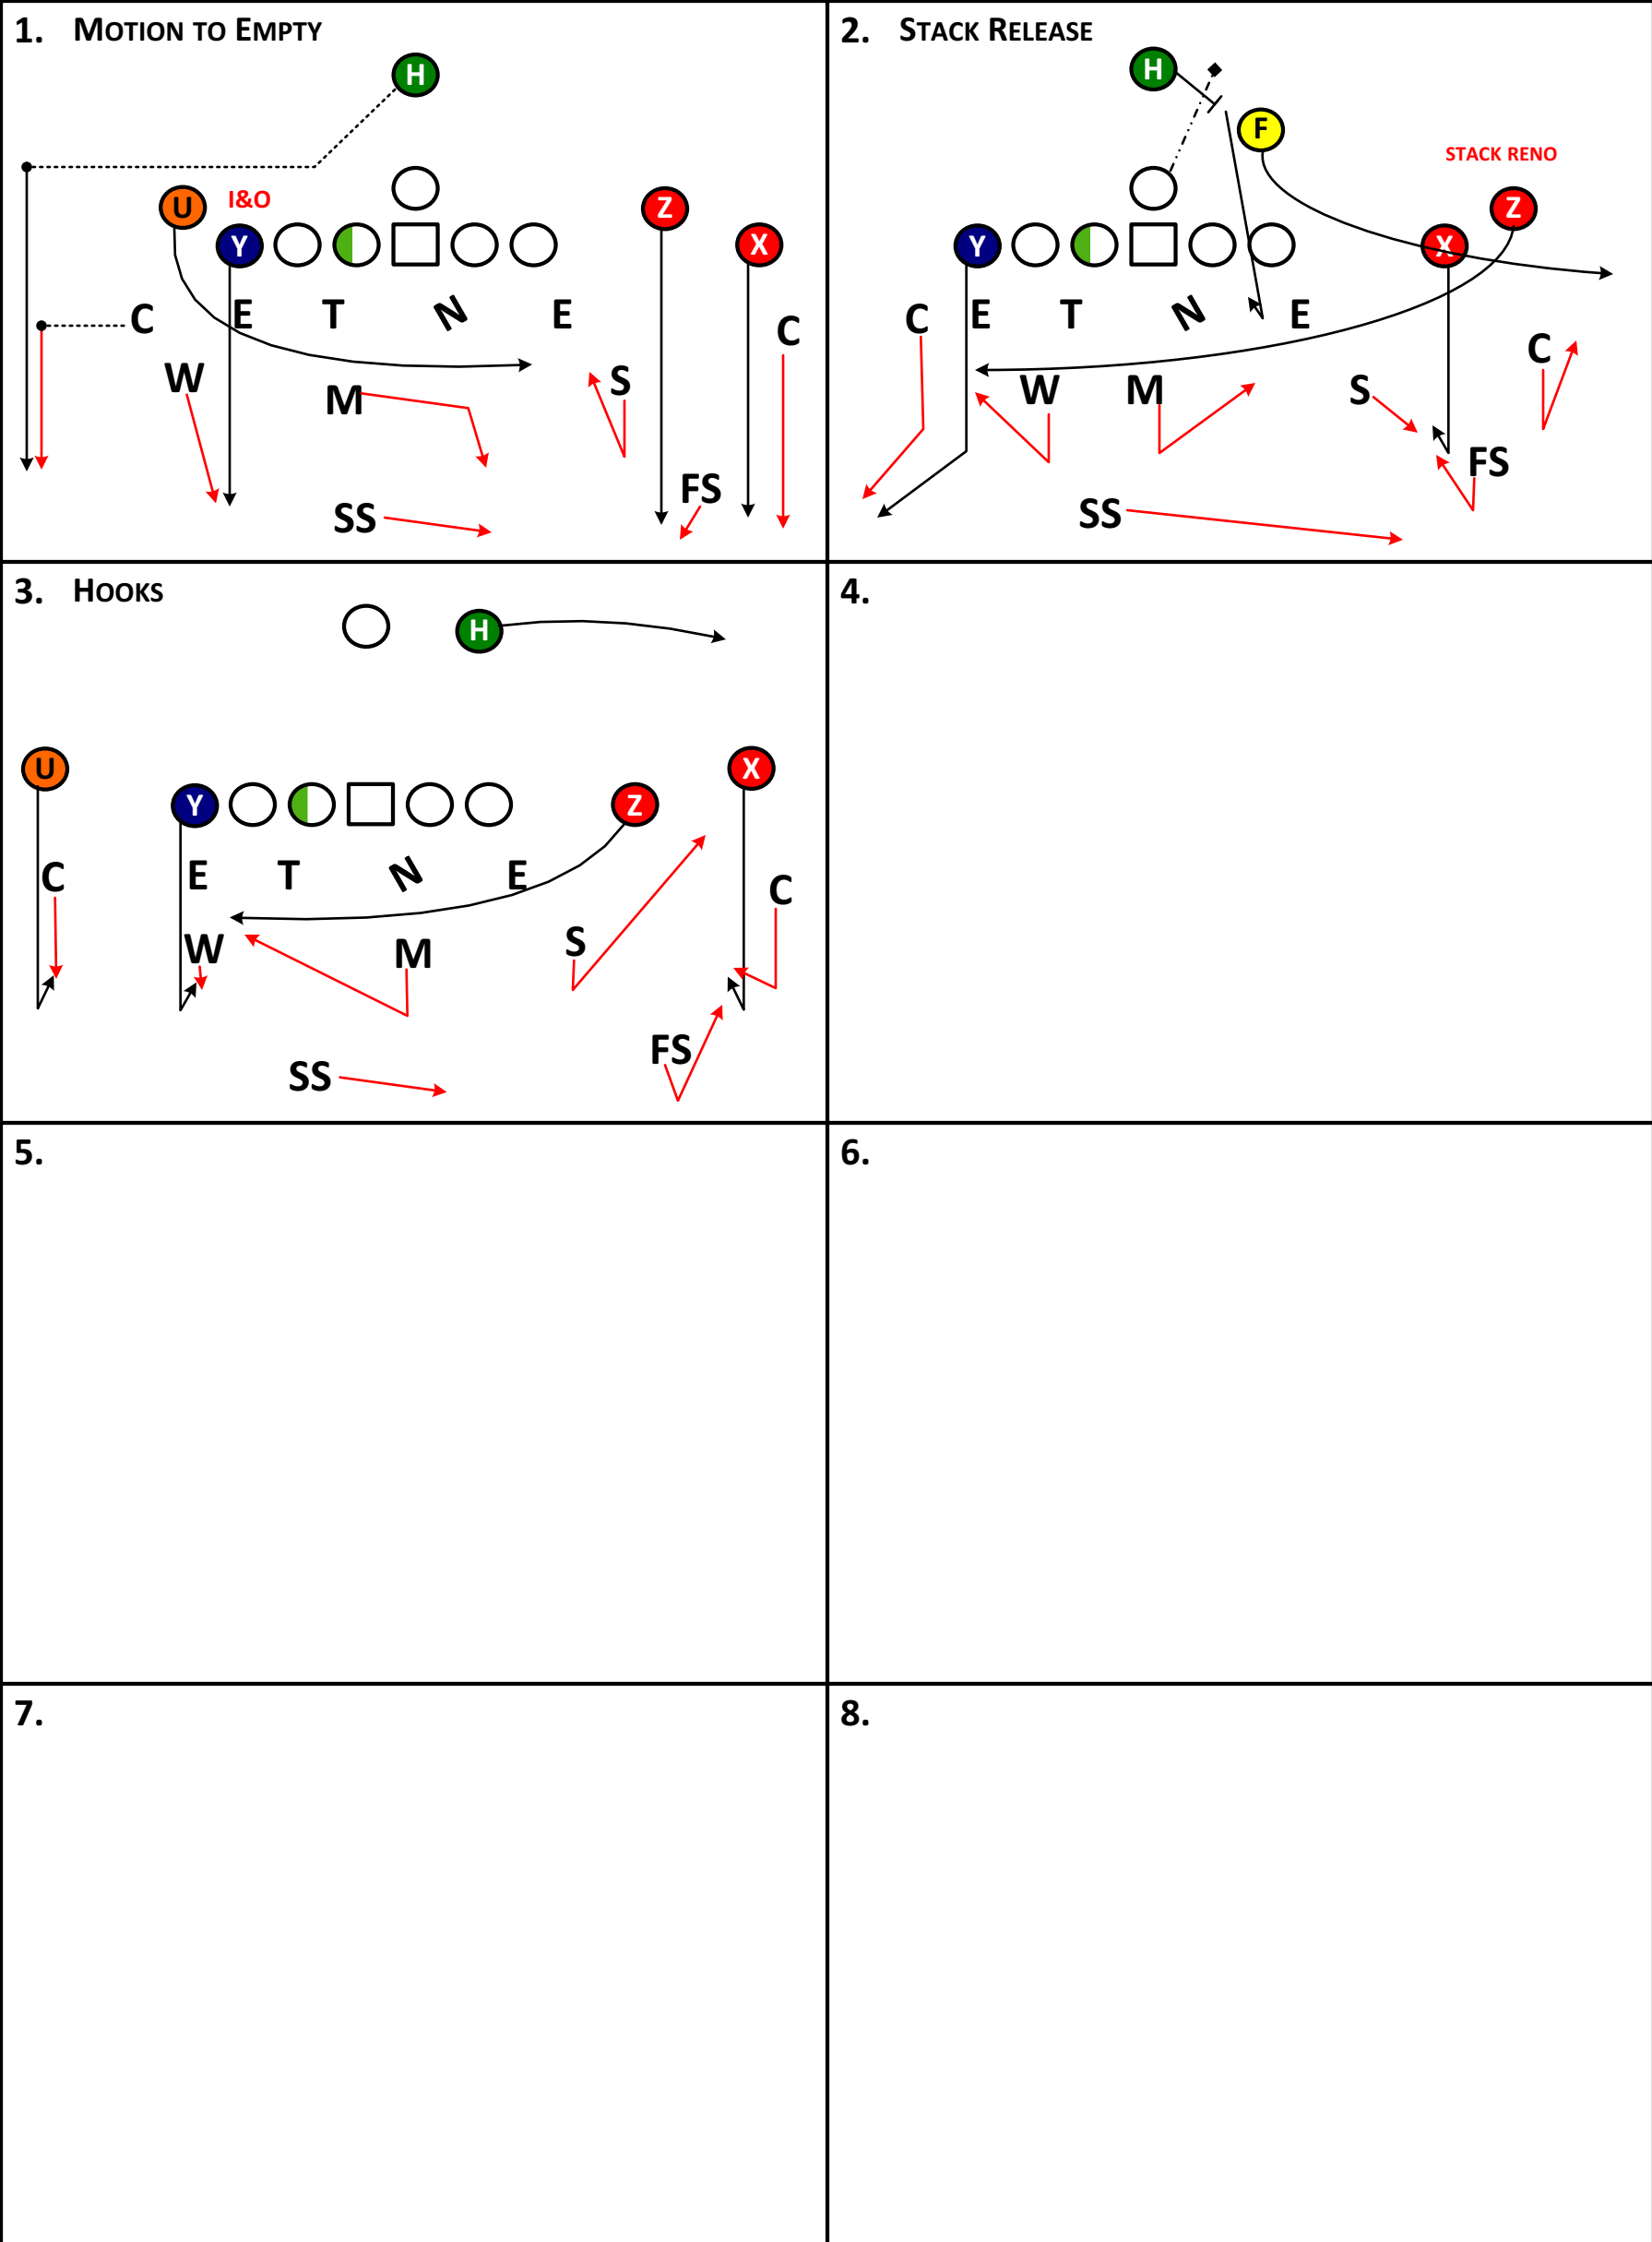 1. MOTION TO EMPTY
H
U I&O Z
Y X
C E T N E C
W M S
SS FS
2. STACK RELEASE
H
F
STACK RENO
Z
Y X
C E T N E C
W M S
SS FS
3. HOOKS
H
U X
Y Z
C E T N E C
W M S
SS FS
4.
5.
6.
7.
8.